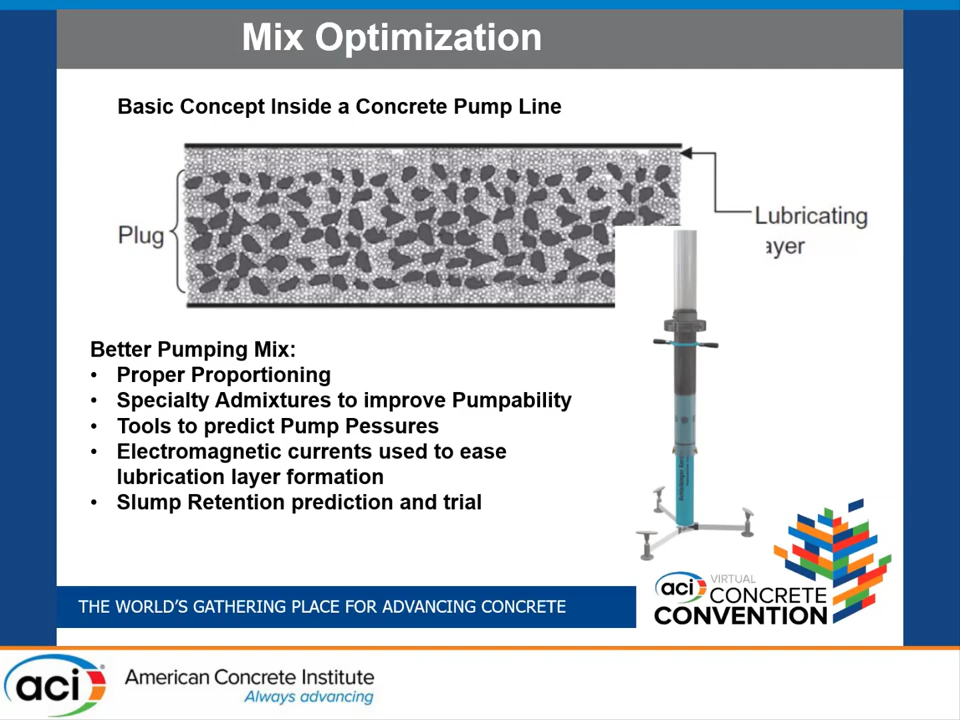 Mix Optimization
Basic Concept Inside a Concrete Pump Line
Plug
Lubricating
ayer
Better Pumping Mix:
• Proper Proportioning
• Specialty Admixtures to improve Pumpability
• Tools to predict Pump Pessures
• Electromagnetic currents used to ease
lubrication layer formation
• Slump Retention prediction and trial
THE WORLD'S GATHERING PLACE FOR ADVANCING CONCRETE
aci VIRTUAL
CONCRETE
CONVENTION
aci American Concrete Institute
Always advancing